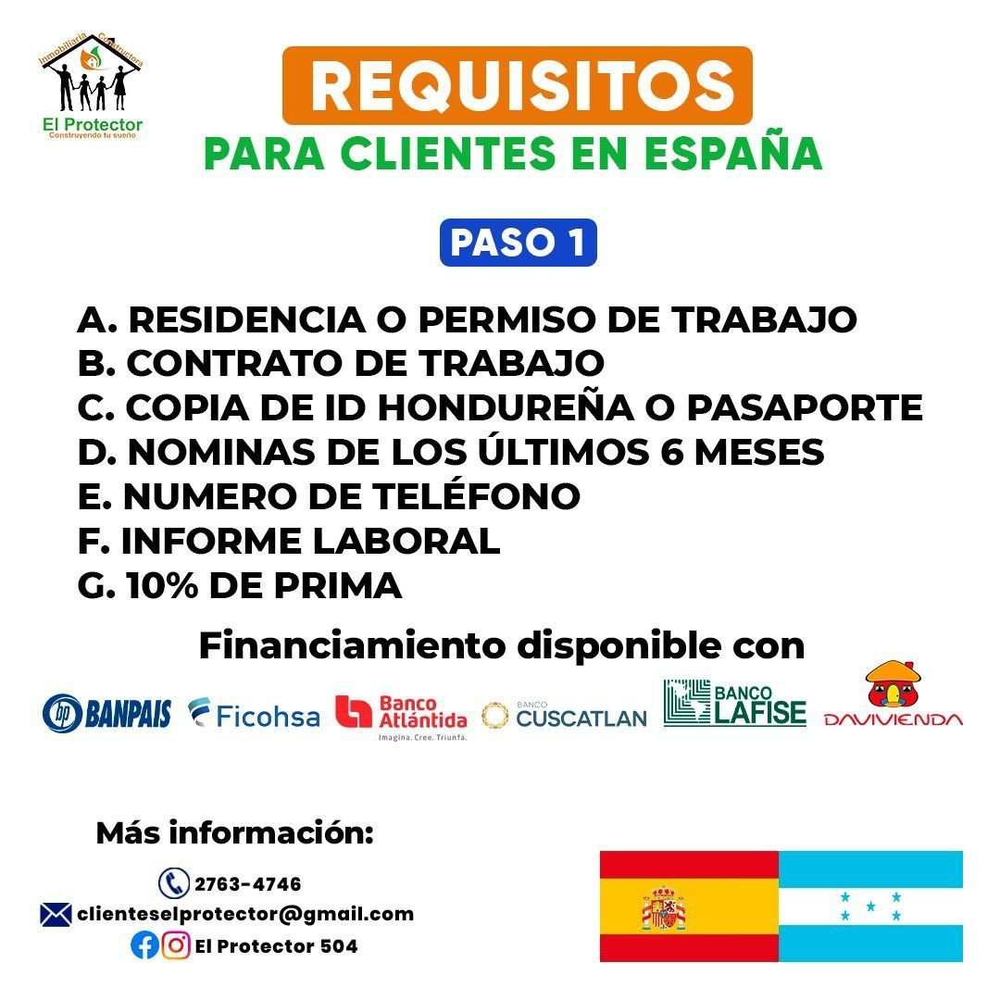 Inmobiliaria Constructora
El Protector
Construyendo tu sueño
REQUISITOS
PARA CLIENTES EN ESPAÑA
PASO 1
A. RESIDENCIA O PERMISO DE TRABAJO
B. CONTRATO DE TRABAJO
C. COPIA DE ID HONDUREÑA O PASAPORTE
D. NOMINAS DE LOS ÚLTIMOS 6 MESES
E. NUMERO DE TELÉFONO
F. INFORME LABORAL
G. 10% DE PRIMA
Financiamiento disponible con
bp BANPAIS
Ficohsa
Banco
Atlántida
Imagina. Cree. Triunfa.
BANCO
CUSCATLAN
BANCO
LAFISE
DAVIVIENDA
Más información:
2763-4746
clienteselprotector@gmail.com
El Protector 504